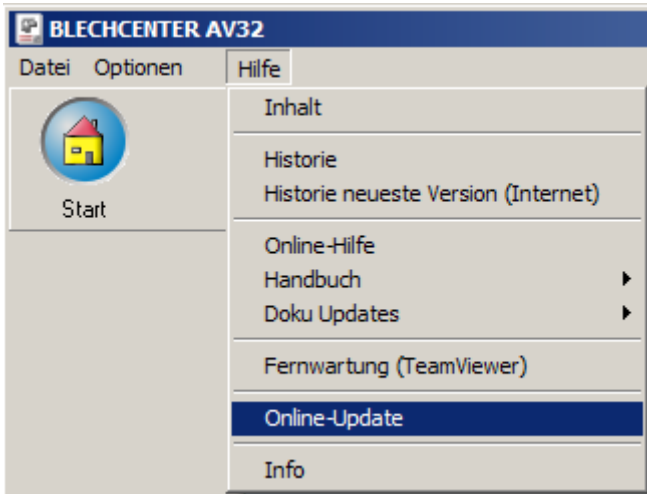 BLECHCENTER AV32
Datei Optionen Hilfe
Start
Inhalt
Historie
Historie neueste Version (Internet)
Online-Hilfe
Handbuch
Doku Updates
Fernwartung (TeamViewer)
Online-Update
Info